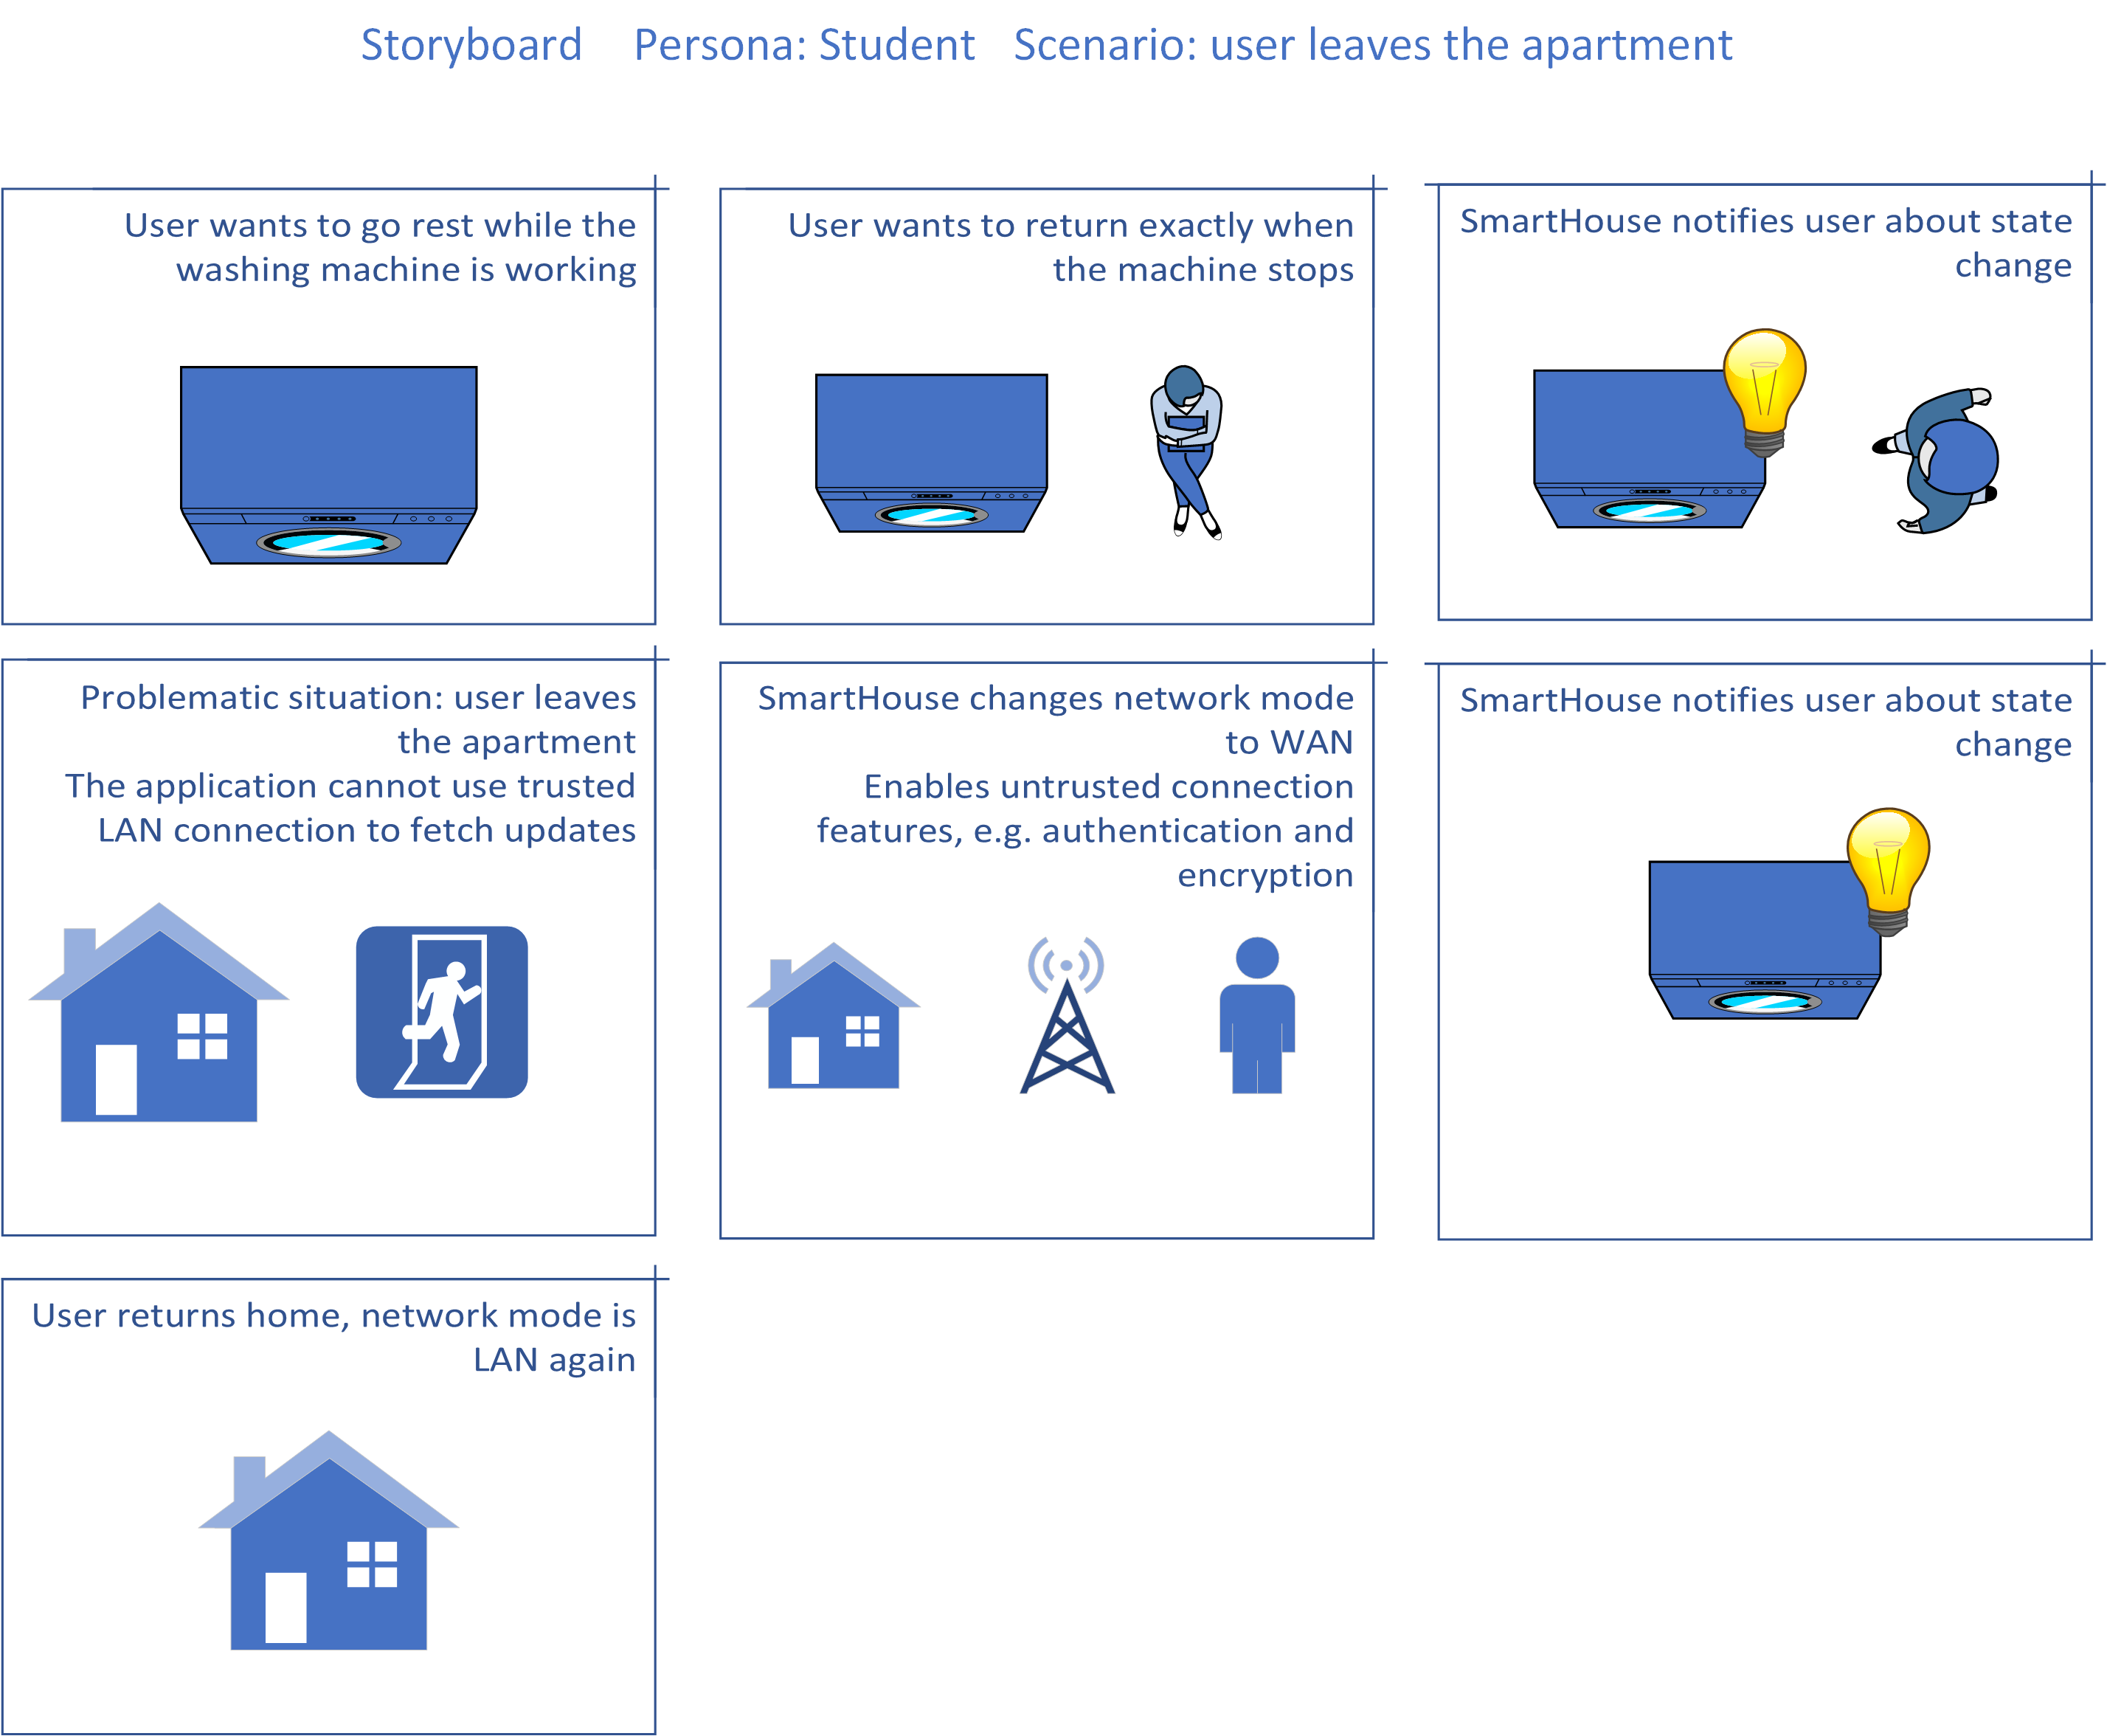 Storyboard Persona: Student Scenario: user leaves the apartment
User wants to go rest while the
washing machine is working
User wants to return exactly when
the machine stops
SmartHouse notifies user about state
change
Problematic situation: user leaves
the apartment
The application cannot use trusted
LAN connection to fetch updates
SmartHouse changes network mode
to WAN
Enables untrusted connection
features, e.g. authentication and
encryption
SmartHouse notifies user about state
change
User returns home, network mode is
LAN again